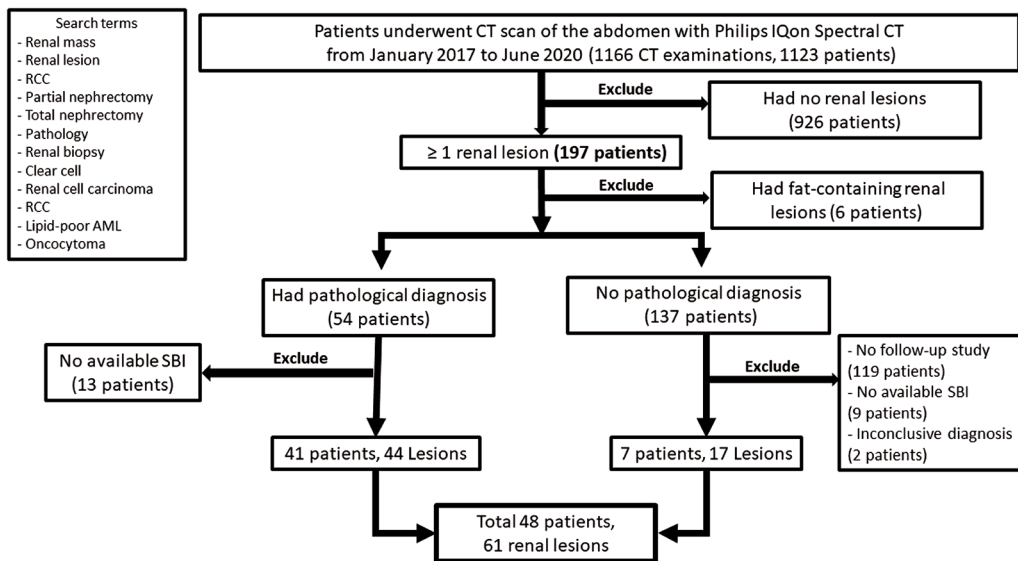 Search terms
- Renal mass
- Renal lesion
- RCC
- Partial nephrectomy
- Total nephrectomy
- Pathology
- Renal biopsy
- Clear cell
- Renal cell carcinoma
- RCC
- Lipid-poor AML
- Oncocytoma
Patients underwent CT scan of the abdomen with Philips IQon Spectral CT
from January 2017 to June 2020 (1166 CT examinations, 1123 patients)
Exclude
Had no renal lesions
(926 patients)
≥ 1 renal lesion (197 patients)
Exclude
Had fat-containing renal
lesions (6 patients)
Had pathological diagnosis
(54 patients)
No pathological diagnosis
(137 patients)
No available SBI
(13 patients)
Exclude
Exclude
- No follow-up study
(119 patients)
- No available SBI
(9 patients)
- Inconclusive diagnosis
(2 patients)
41 patients, 44 Lesions
7 patients, 17 Lesions
Total 48 patients,
61 renal lesions